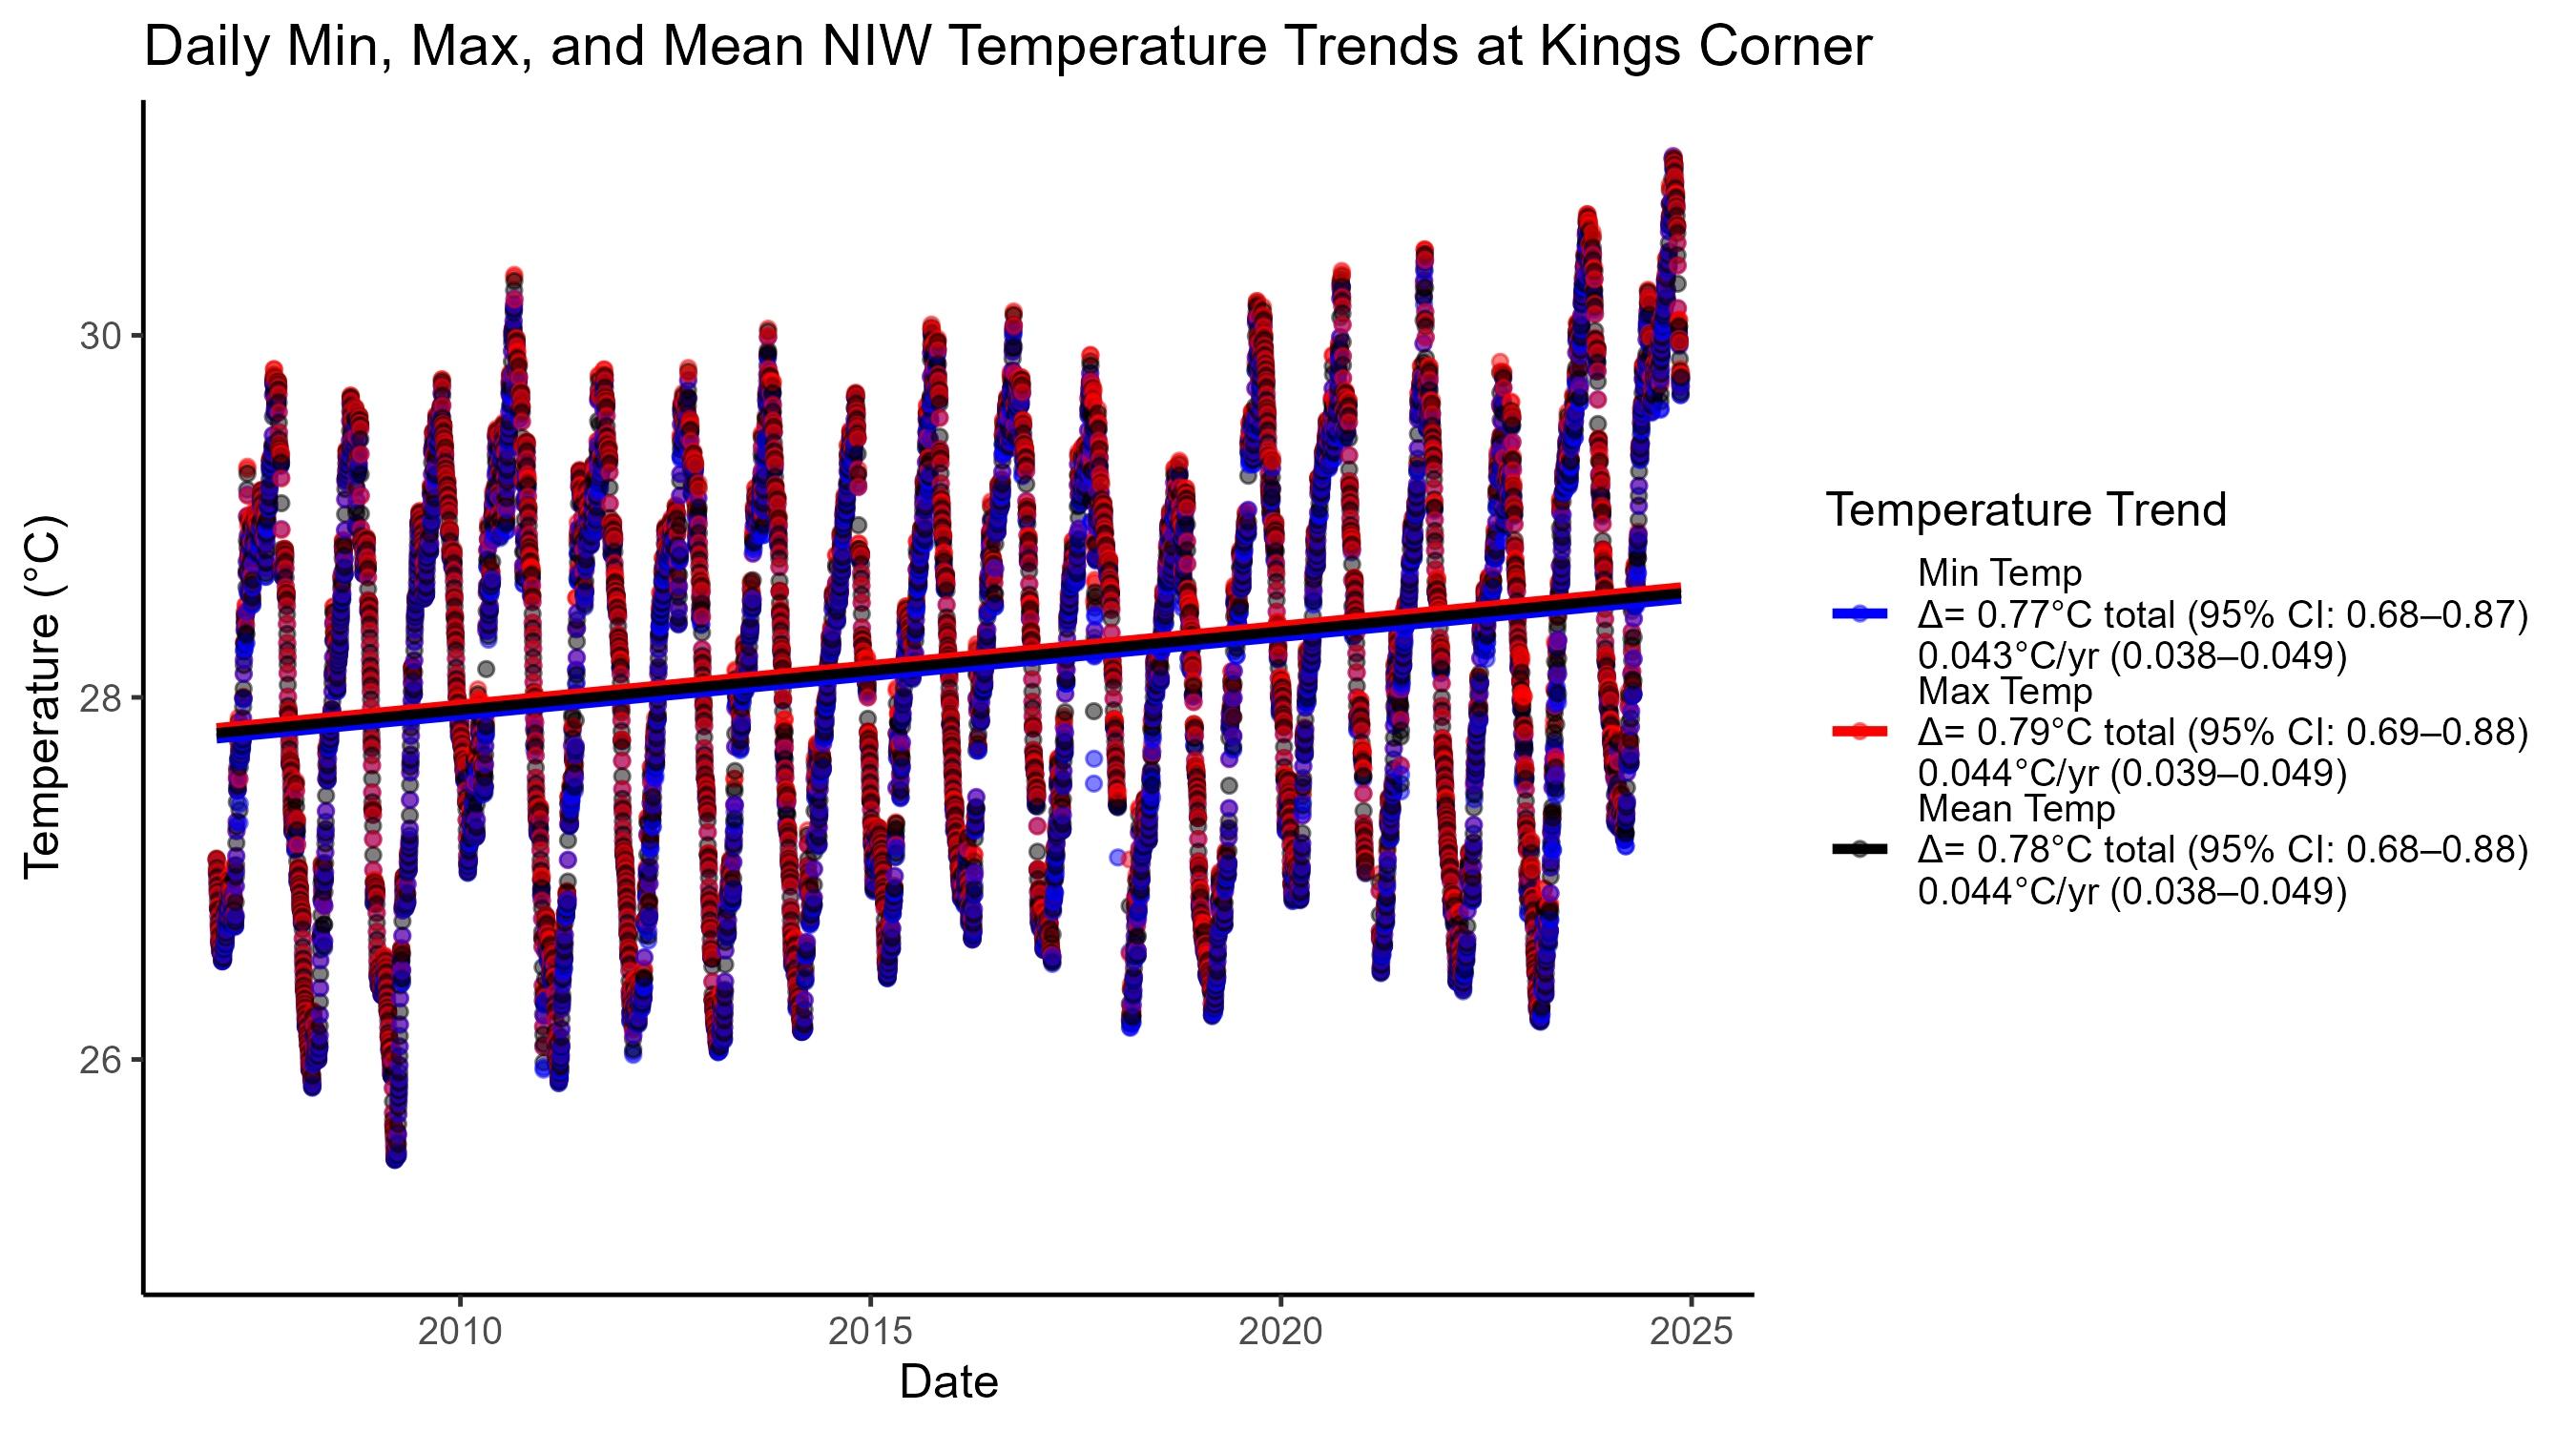 Daily Min, Max, and Mean NIW Temperature Trends at Kings Corner
Temperature (°C)
30
28
26
2010
2015
2020
2025
Date
Temperature Trend
Min Temp
Δ= 0.77°C total (95% CI: 0.68–0.87)
0.043°C/yr (0.038–0.049)
Max Temp
Δ= 0.79°C total (95% CI: 0.69–0.88)
0.044°C/yr (0.039–0.049)
Mean Temp
Δ= 0.78°C total (95% CI: 0.68–0.88)
0.044°C/yr (0.038–0.049)